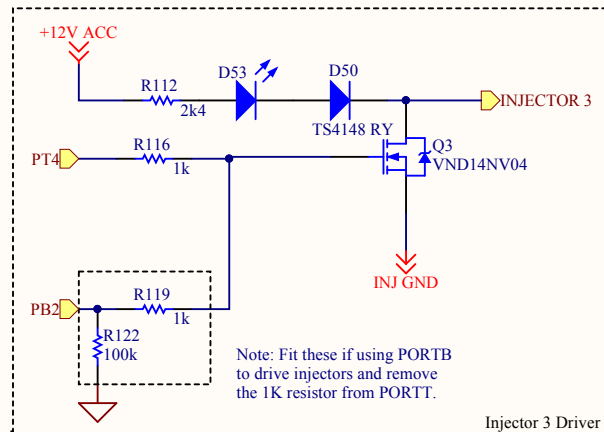 +12V ACC
D53
D50
R112
2k4
TS4148 RY
INJECTOR 3
Q3
VND14NV04
PT4
R116
1k
INJ GND
PB2
R119
1k
R122
100k
Note: Fit these if using PORTB
to drive injectors and remove
the 1K resistor from PORTT.
Injector 3 Driver